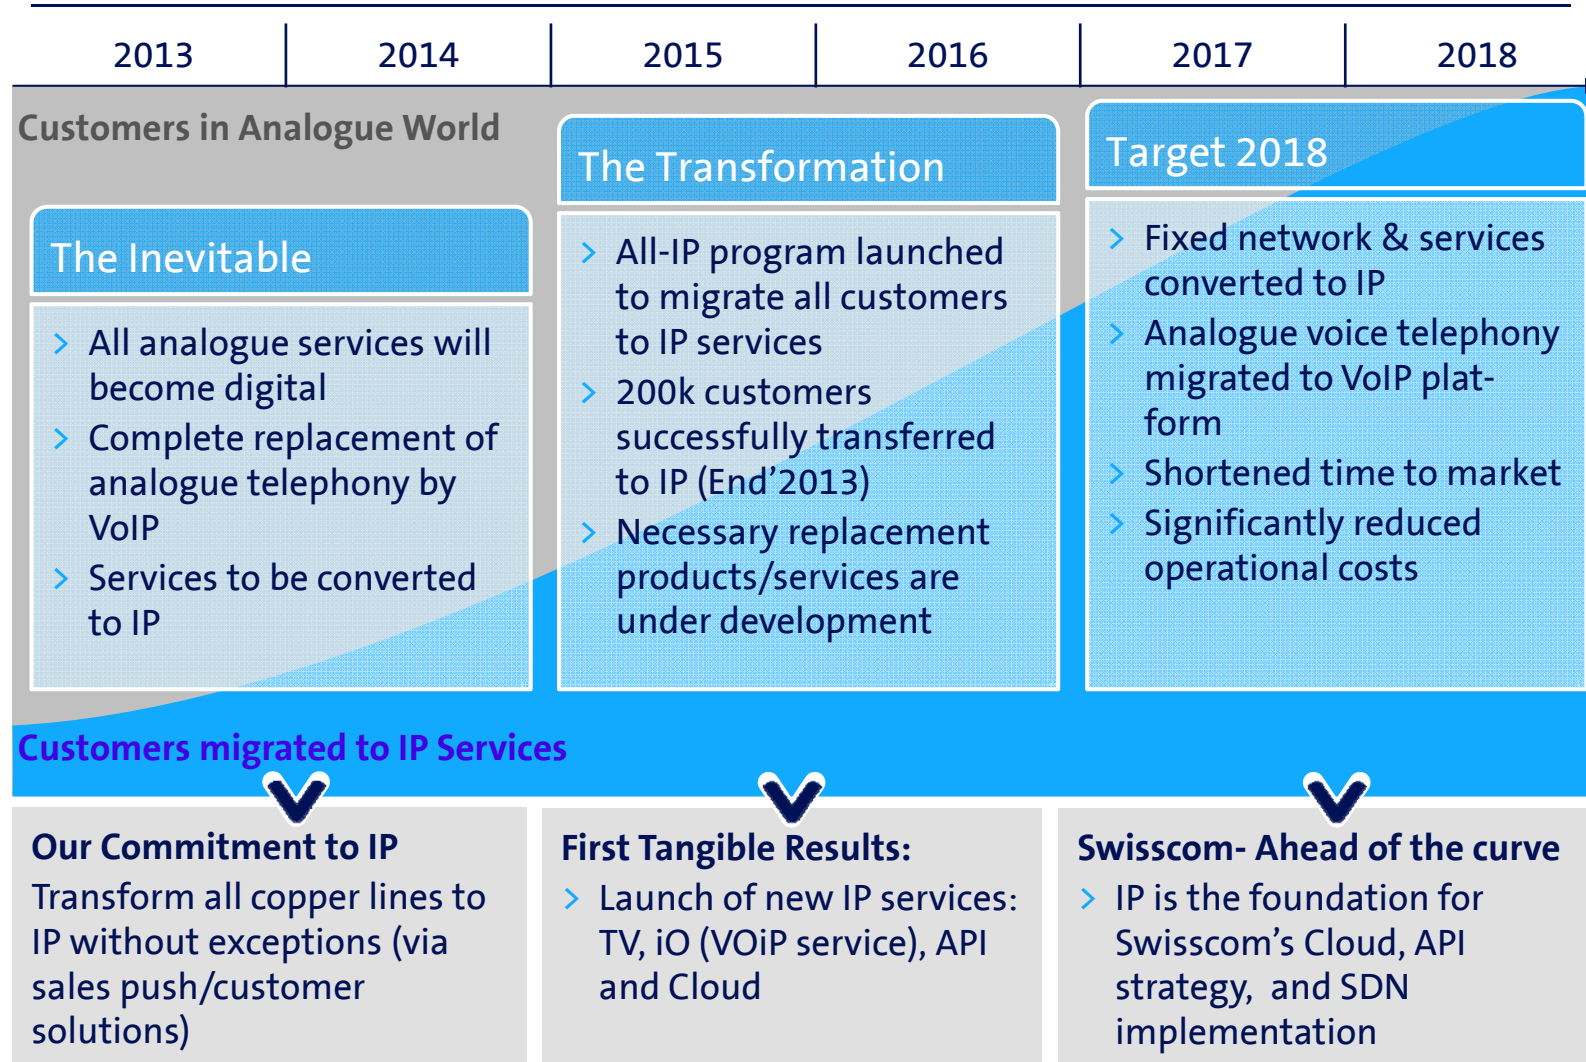 2013 2014 2015 2016 2017 2018
Customers in Analogue World
The Inevitable
> All analogue services will
become digital
> Complete replacement of
analogue telephony by
VoIP
> Services to be converted
to IP
The Transformation
> All-IP program launched
to migrate all customers
to IP services
> 200k customers
successfully transferred
to IP (End’2013)
> Necessary replacement
products/services are
under development
Target 2018
> Fixed network & services
converted to IP
> Analogue voice telephony
migrated to VoIP plat-
form
> Shortened time to market
> Significantly reduced
operational costs
Customers migrated to IP Services
Our Commitment to IP
Transform all copper lines to
IP without exceptions (via
sales push/customer
solutions)
First Tangible Results:
> Launch of new IP services:
TV, iO (VOiP service), API
and Cloud
Swisscom- Ahead of the curve
> IP is the foundation for
Swisscom’s Cloud, API
strategy, and SDN
implementation